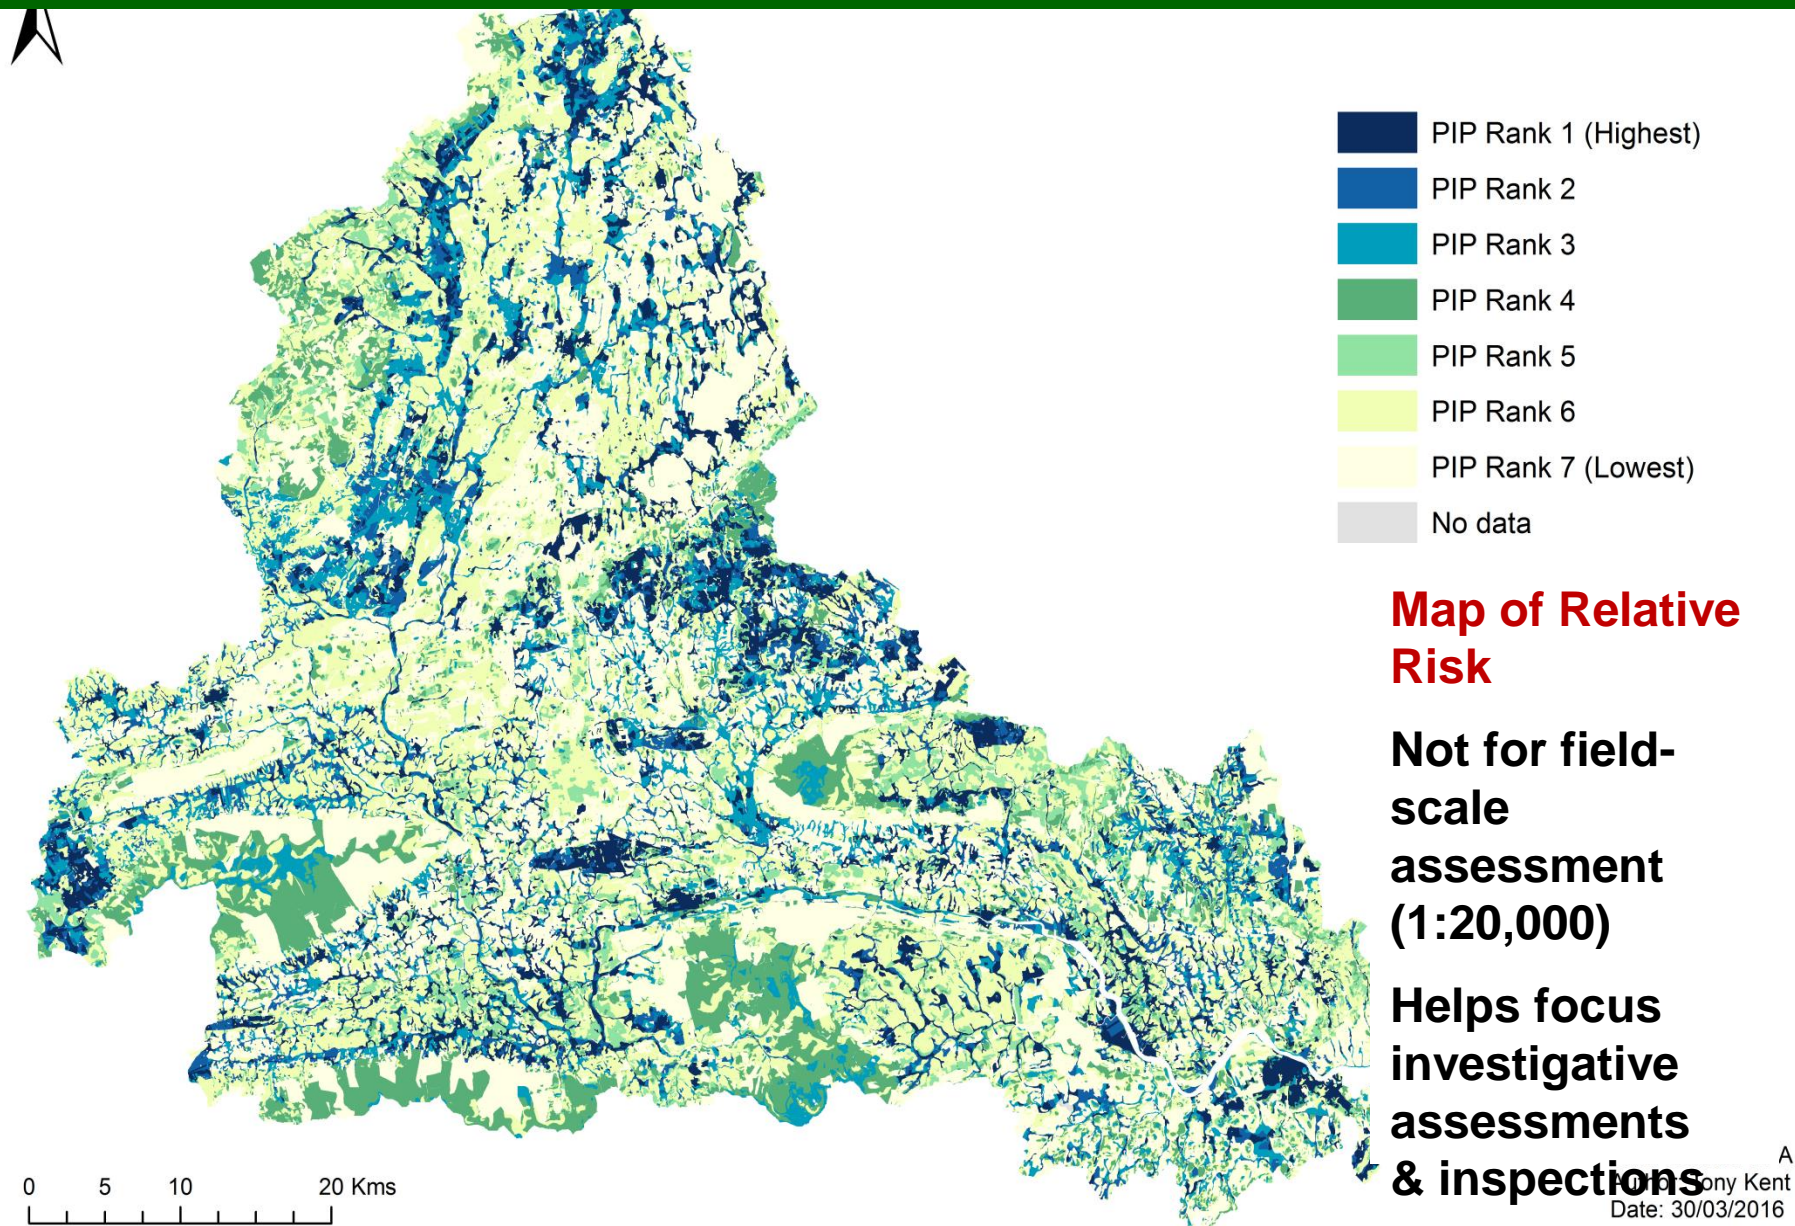 PIP Rank 1 (Highest)
PIP Rank 2
PIP Rank 3
PIP Rank 4
PIP Rank 5
PIP Rank 6
PIP Rank 7 (Lowest)
No data
Map of Relative
Risk
Not for field-
scale
assessment
(1:20,000)
Helps focus
investigative
assessments
& inspections
A
Tony Kent
Date: 30/03/2016
0 5 10 20 Kms